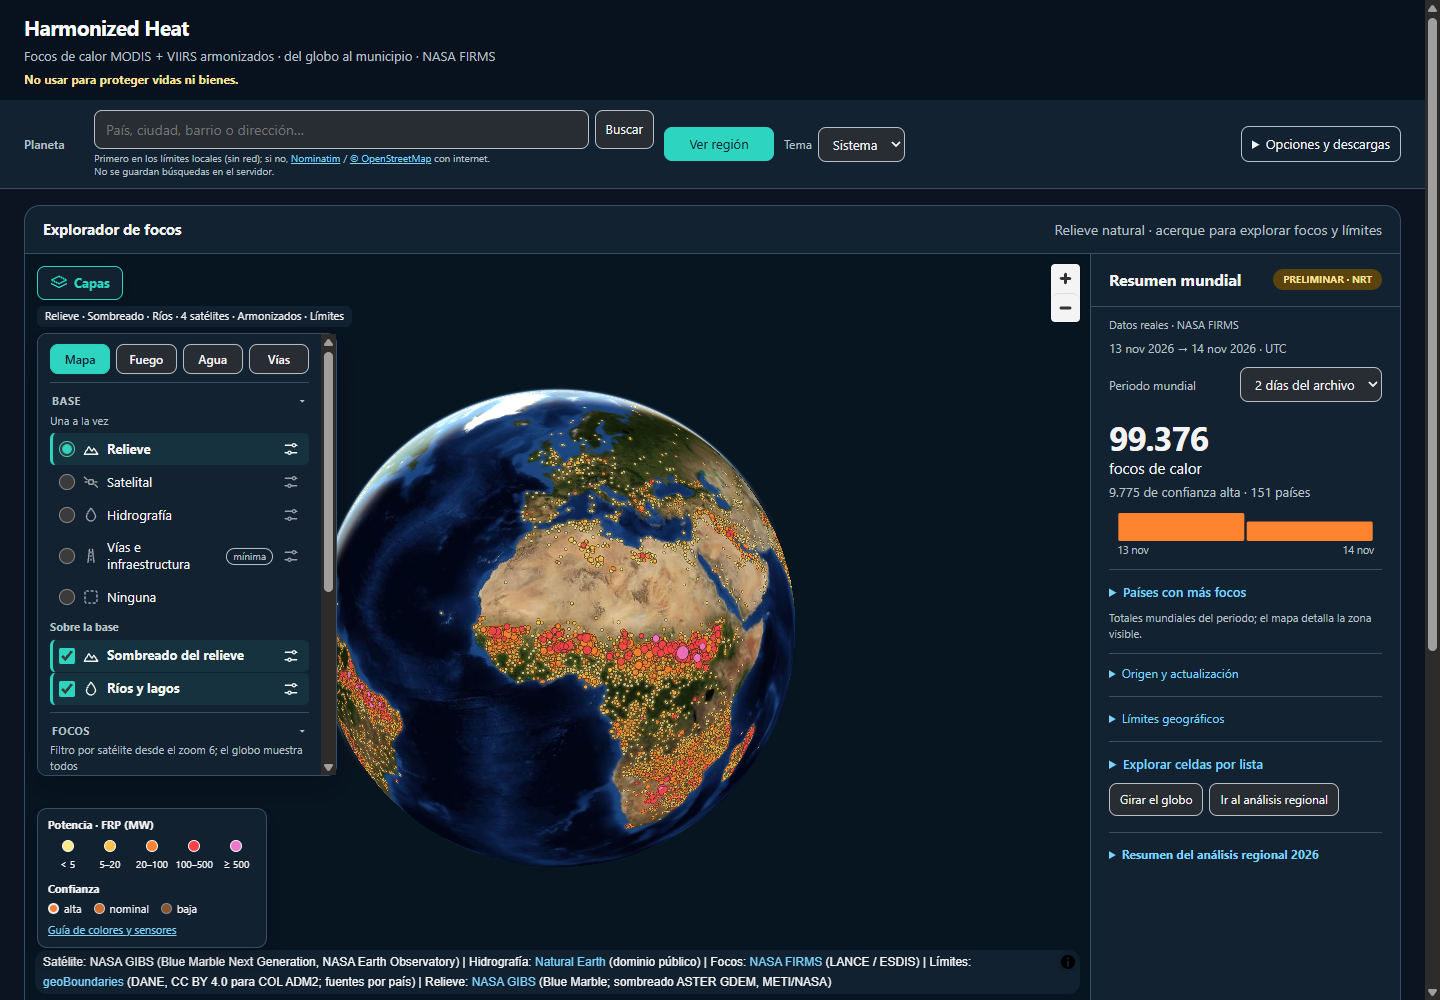 Harmonized Heat
Focos de calor MODIS + VIIRS armonizados · del globo al municipio · NASA FIRMS
No usar para proteger vidas ni bienes.
Planeta
País, ciudad, barrio o dirección...
Buscar
Ver región
Tema
Sistema
Opciones y descargas
Primero en los límites locales (sin red); si no, Nominatim / © OpenStreetMap con internet.
No se guardan búsquedas en el servidor.
Explorador de focos
Relieve natural · acerque para explorar focos y límites
Capas
Relieve · Sombreado · Ríos · 4 satélites · Armonizados · Límites
Mapa
Fuego
Agua
Vías
BASE
Una a la vez
Relieve
Satelital
Hidrografía
Vías e
infraestructura
mínima
Ninguna
Sobre la base
Sombreado del relieve
Ríos y lagos
FOCOS
Filtro por satélite desde el zoom 6; el globo muestra
todos
Potencia · FRP (MW)
< 5
5–20
20–100
100–500
≥ 500
Confianza
alta
nominal
baja
Guía de colores y sensores
+
−
Satélite: NASA GIBS (Blue Marble Next Generation, NASA Earth Observatory) | Hidrografía: Natural Earth (dominio público) | Focos: NASA FIRMS (LANCE / ESDIS) | Límites:
geoBoundaries (DANE, CC BY 4.0 para COL ADM2; fuentes por país) | Relieve: NASA GIBS (Blue Marble; sombreado ASTER GDEM, METI/NASA)
Resumen mundial
PRELIMINAR · NRT
Datos reales · NASA FIRMS
13 nov 2026 → 14 nov 2026 · UTC
Periodo mundial
2 días del archivo
99.376
focos de calor
9.775 de confianza alta · 151 países
13 nov
14 nov
Países con más focos
Totales mundiales del periodo; el mapa detalla la zona
visible.
Origen y actualización
Límites geográficos
Explorar celdas por lista
Girar el globo
Ir al análisis regional
Resumen del análisis regional 2026